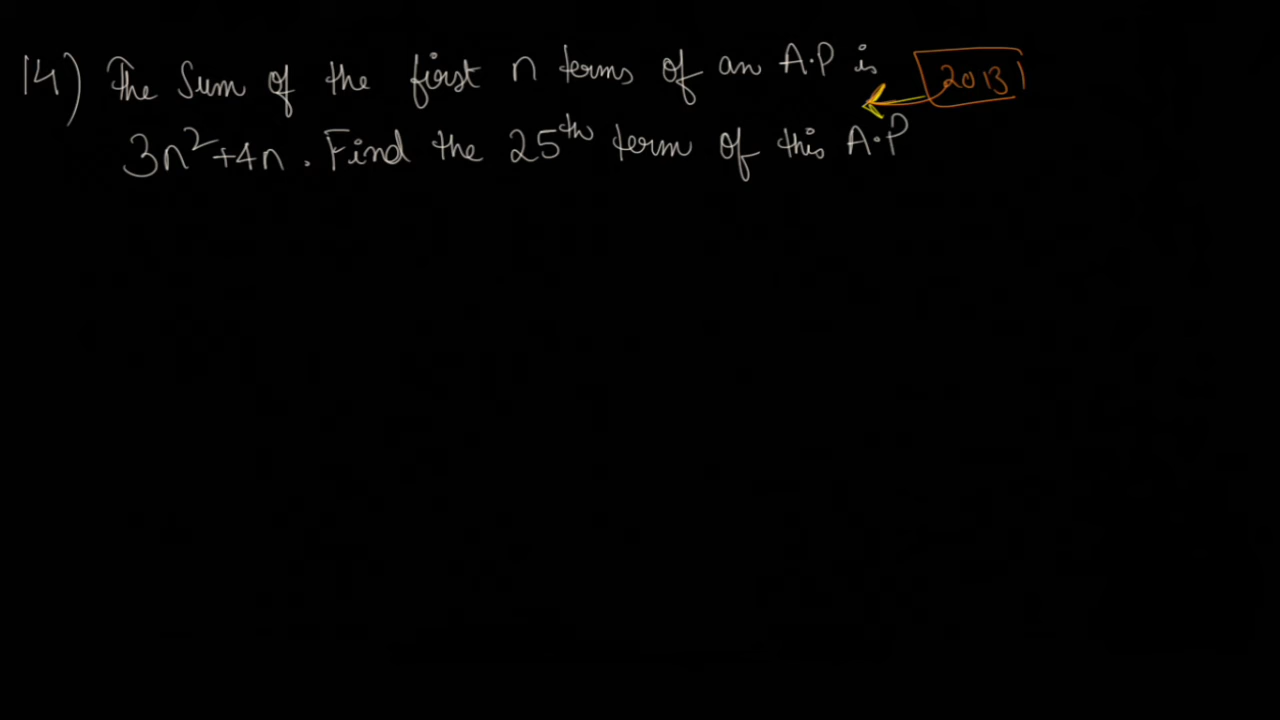 14) The Sum of the first n terms of an A.P is 2013
3n²+4n. Find the 25th term of this A.P